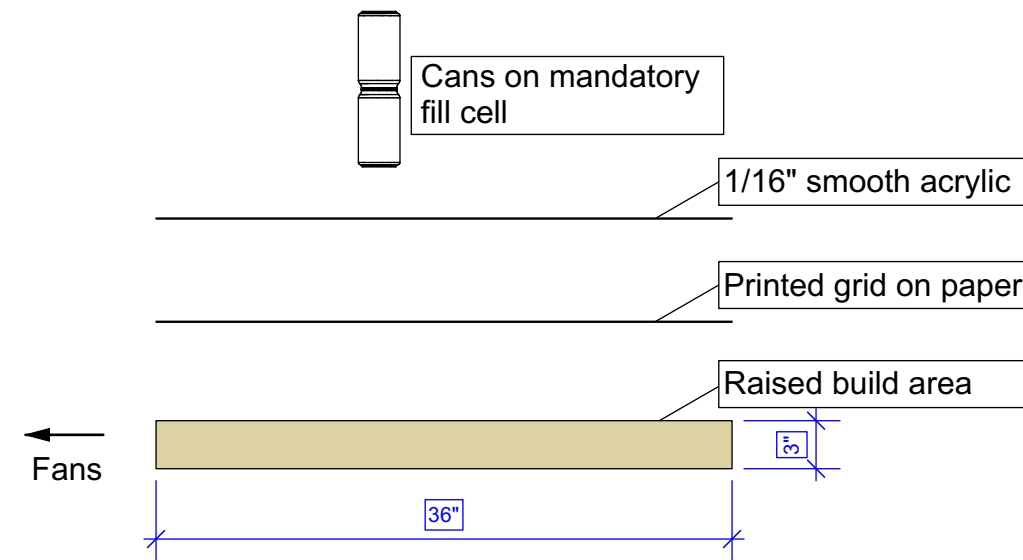 Cans on mandatory
fill cell
1/16" smooth acrylic
Printed grid on paper
Raised build area
3"
Fans
36"